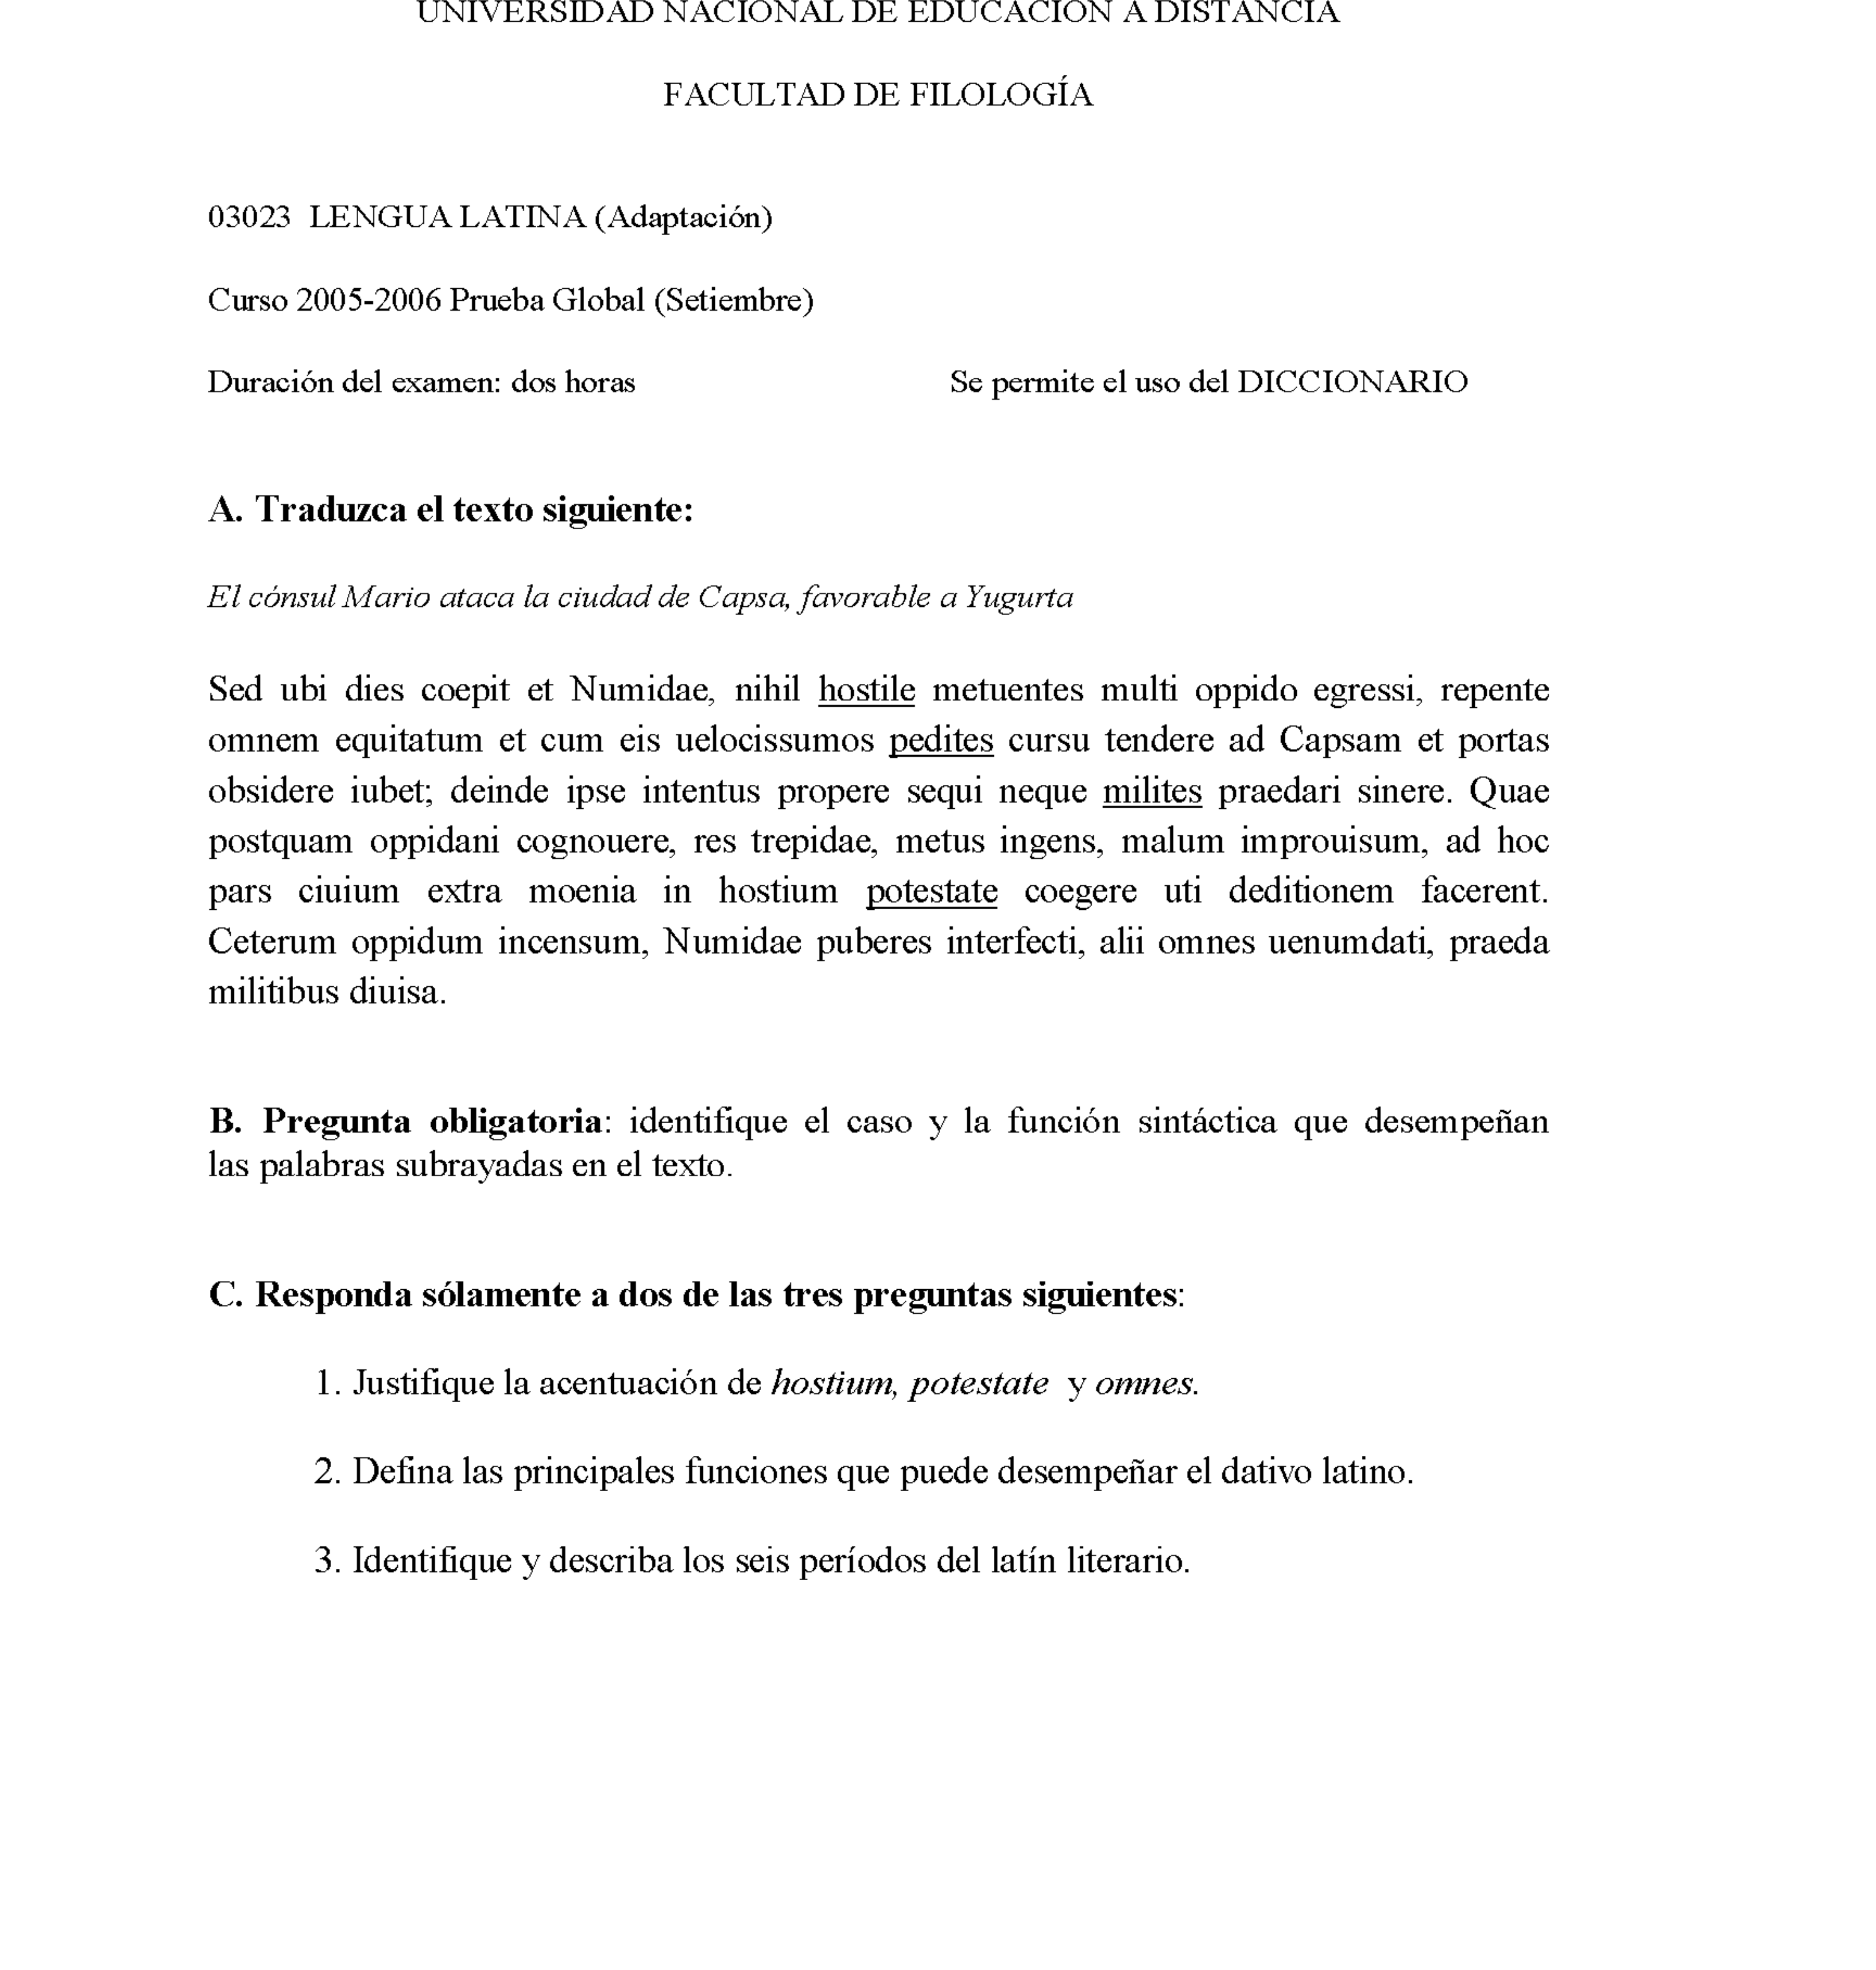 UNIVERSIDAD NACIONAL DE EDUCACIÓN A DISTANCIA
FACULTAD DE FILOLOGÍA
03023 LENGUA LATINA (Adaptación)
Curso 2005-2006 Prueba Global (Setiembre)
Duración del examen: dos horas Se permite el uso del DICCIONARIO
A. Traduzca el texto siguiente:
El cónsul Mario ataca la ciudad de Capsa, favorable a Yugurta
Sed ubi dies coepit et Numidae, nihil hostile metuentes multi oppido egressi, repente
omnem equitatum et cum eis uelocissumos pedites cursu tendere ad Capsam et portas
obsidere iubet; deinde ipse intentus propere sequi neque milites praedari sinere. Quae
postquam oppidani cognouere, res trepidae, metus ingens, malum improuisum, ad hoc
pars ciuium extra moenia in hostium potestate coegere uti deditionem facerent.
Ceterum oppidum incensum, Numidae puberes interfecti, alii omnes uenumdati, praeda
militibus diuisa.
B. Pregunta obligatoria: identifique el caso y la función sintáctica que desempeñan
las palabras subrayadas en el texto.
C. Responda sólamente a dos de las tres preguntas siguientes:
1. Justifique la acentuación de hostium, potestate y omnes.
2. Defina las principales funciones que puede desempeñar el dativo latino.
3. Identifique y describa los seis períodos del latín literario.